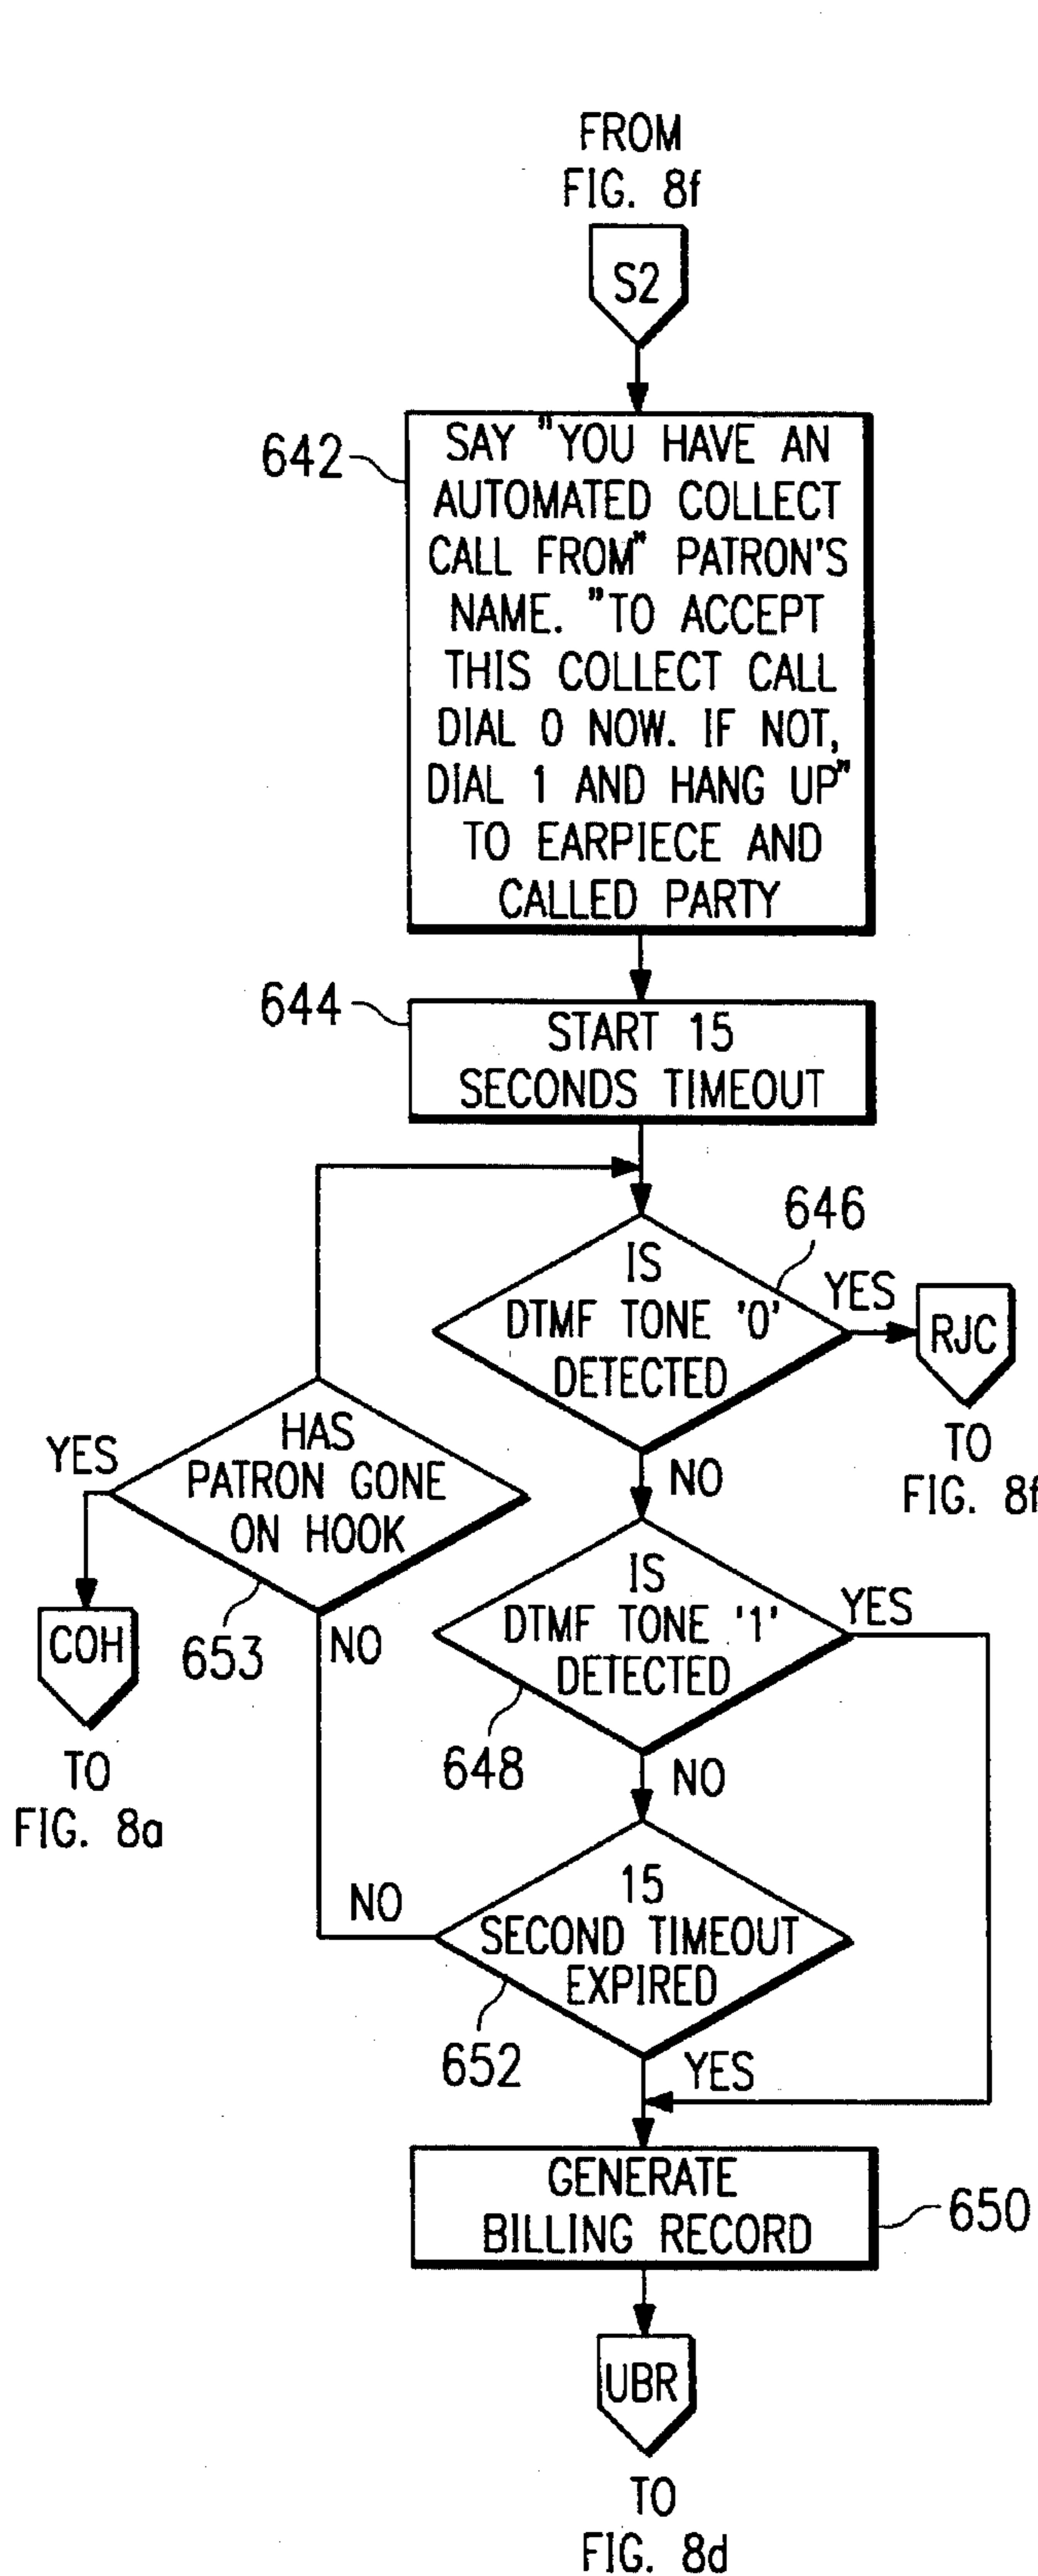 FROM
FIG. 8f
S2
642
SAY "YOU HAVE AN
AUTOMATED COLLECT
CALL FROM" PATRON'S
NAME. "TO ACCEPT
THIS COLLECT CALL
DIAL 0 NOW. IF NOT,
DIAL 1 AND HANG UP"
TO EARPIECE AND
CALLED PARTY
644
START 15
SECONDS TIMEOUT
646
IS
DTMF TONE '0'
DETECTED
YES
RJC
TO
FIG. 8f
NO
HAS
PATRON GONE
ON HOOK
YES
653
NO
COH
TO
FIG. 8a
IS
DTMF TONE '1'
DETECTED
YES
648
NO
15
SECOND TIMEOUT
EXPIRED
NO
652
YES
GENERATE
BILLING RECORD
650
UBR
TO
FIG. 8d